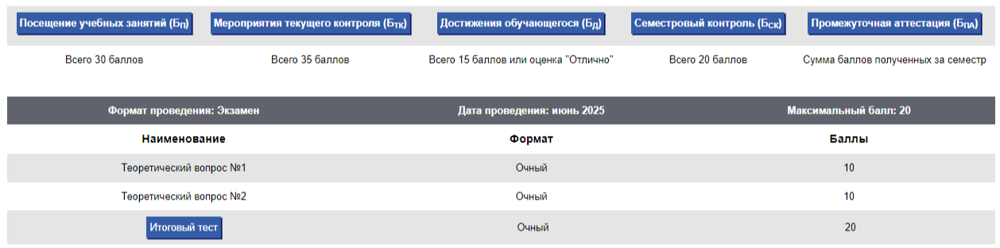 Посещение учебных занятий (Бп) Мероприятия текущего контроля (Бтк) Достижения обучающегося (Бд) Семестровый контроль (Бск) Промежуточная аттестация (Бпа)
Всего 30 баллов Всего 35 баллов Всего 15 баллов или оценка "Отлично" Всего 20 баллов Сумма баллов полученных за семестр
Формат проведения: Экзамен Дата проведения: июнь 2025 Максимальный балл: 20
Наименование Формат Баллы
Теоретический вопрос №1 Очный 10
Теоретический вопрос №2 Очный 10
Итоговый тест Очный 20